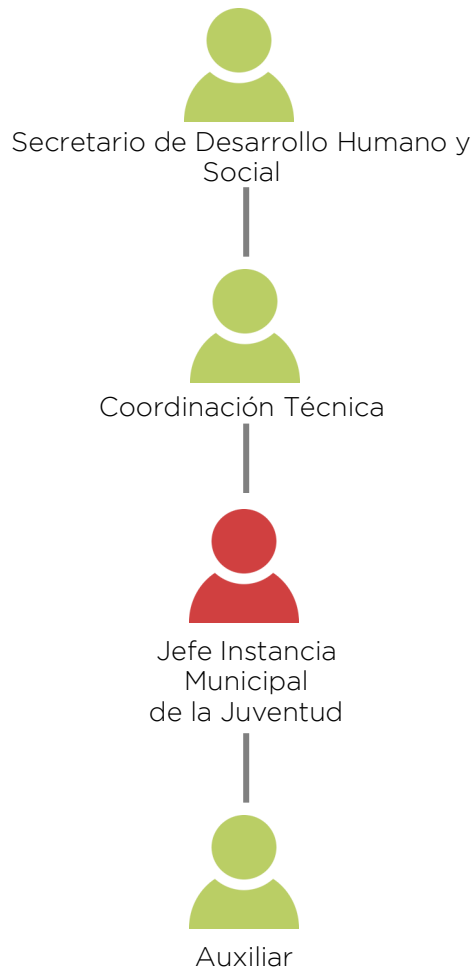 Secretario de Desarrollo Humano y
Social
Coordinación Técnica
Jefe Instancia
Municipal
de la Juventud
Auxiliar